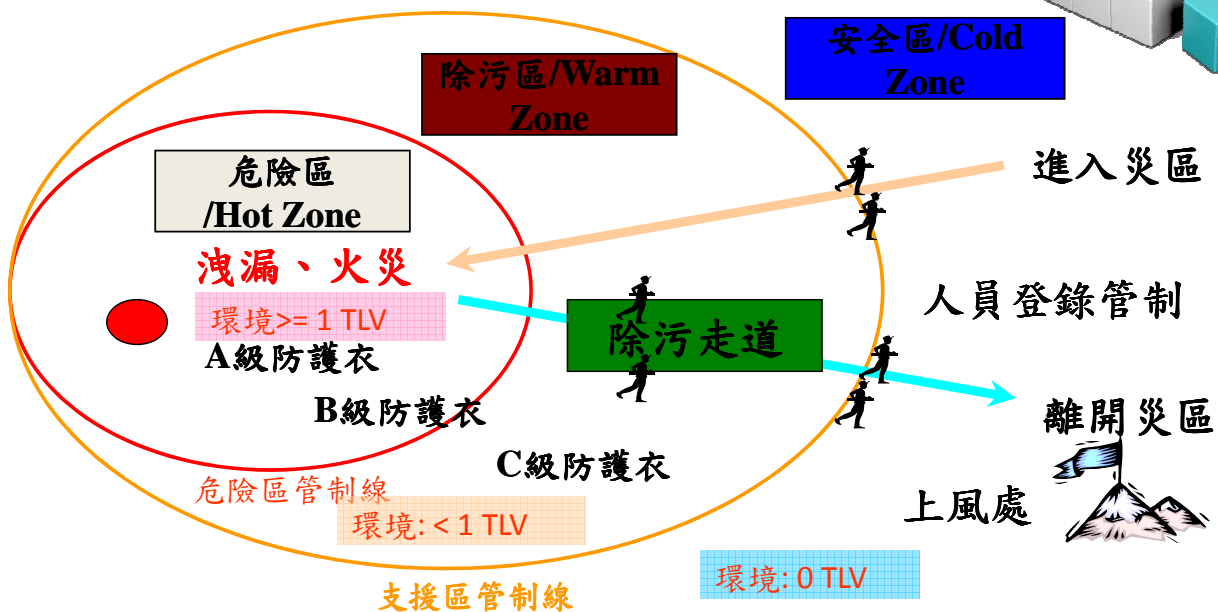 安全區/Cold
Zone
除污區/Warm
Zone
危險區
/Hot Zone
進入災區
洩漏、火災
環境>= 1 TLV
人員登錄管制
除污走道
A級防護衣
B級防護衣
離開災區
C級防護衣
危險區管制線
上風處
環境: < 1 TLV
環境: 0 TLV
支援區管制線